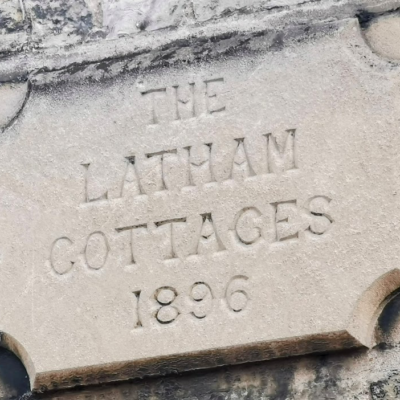 THE
LATHAM
COTTAGES
1896